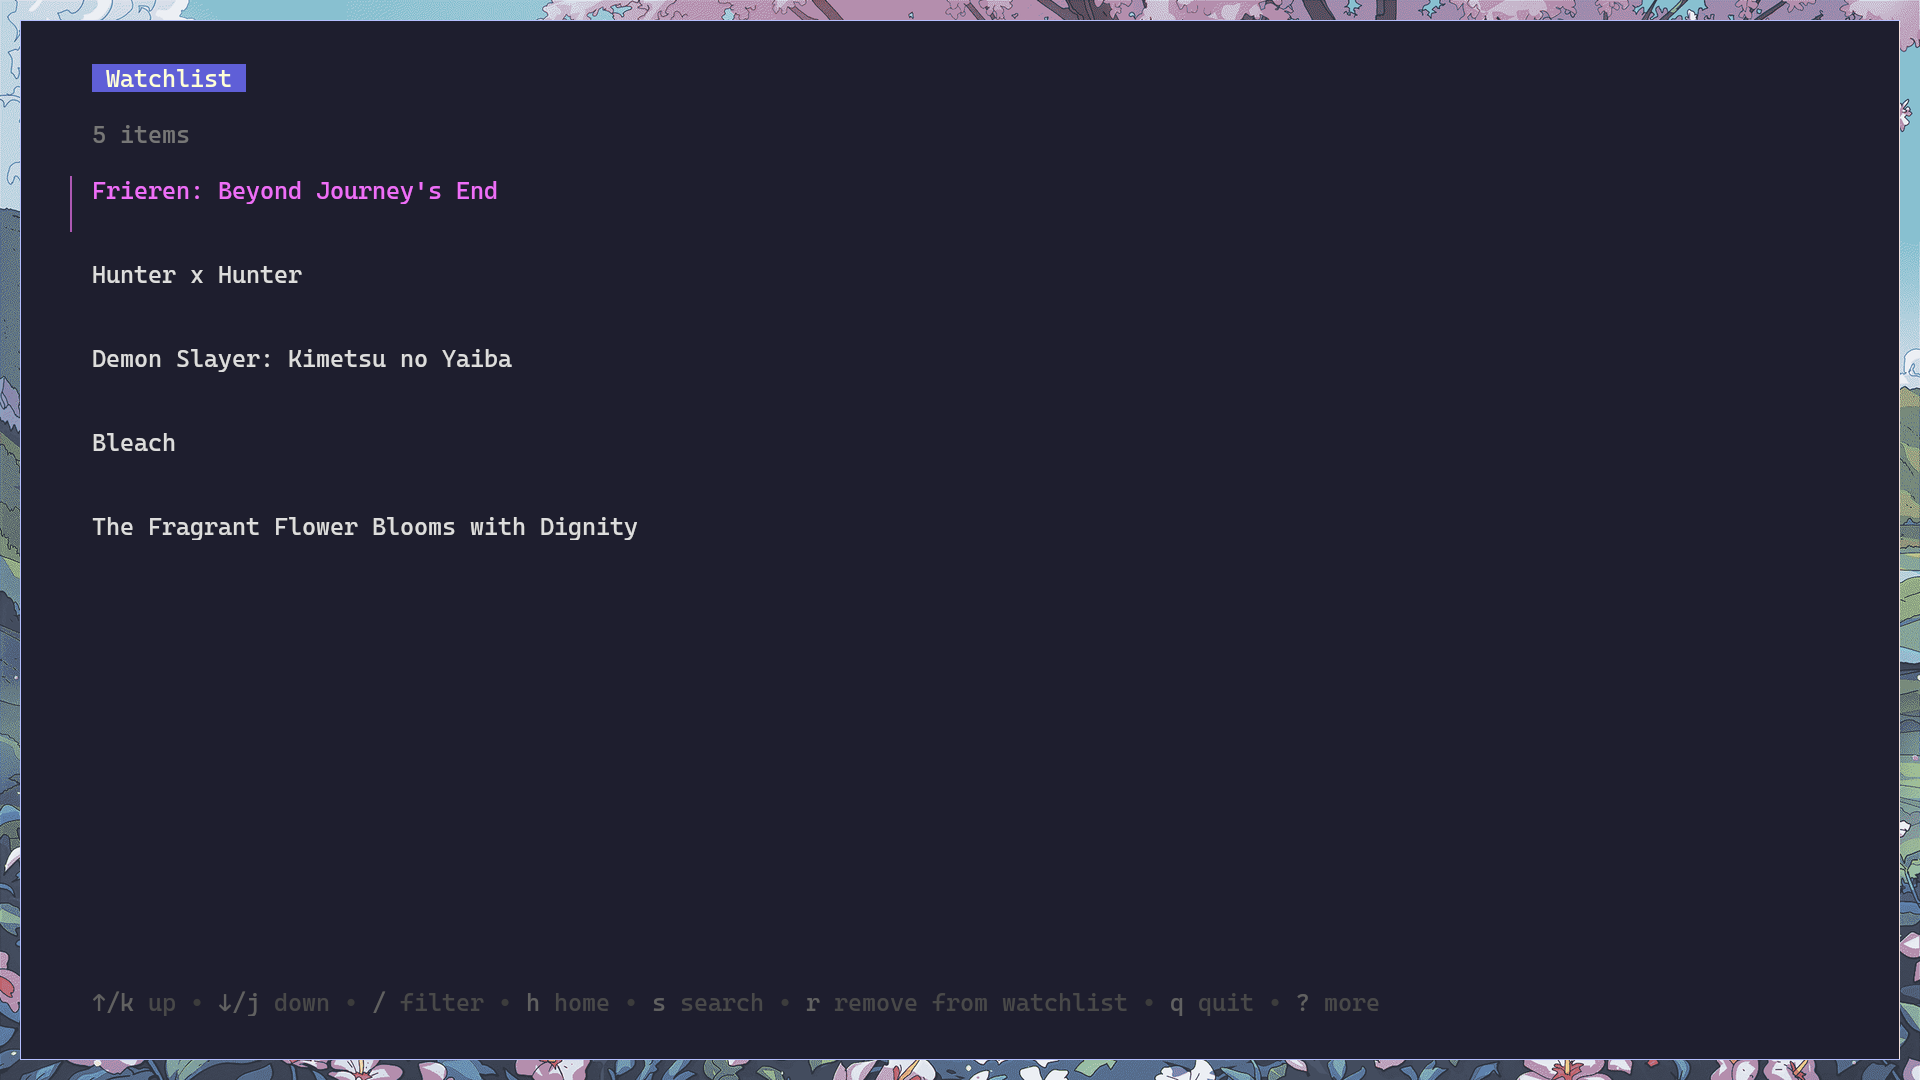 Watchlist
5 items
Frieren: Beyond Journey's End
Hunter x Hunter
Demon Slayer: Kimetsu no Yaiba
Bleach
The Fragrant Flower Blooms with Dignity
↑/k up • ↓/j down • / filter • h home • s search • r remove from watchlist • q quit • ? more